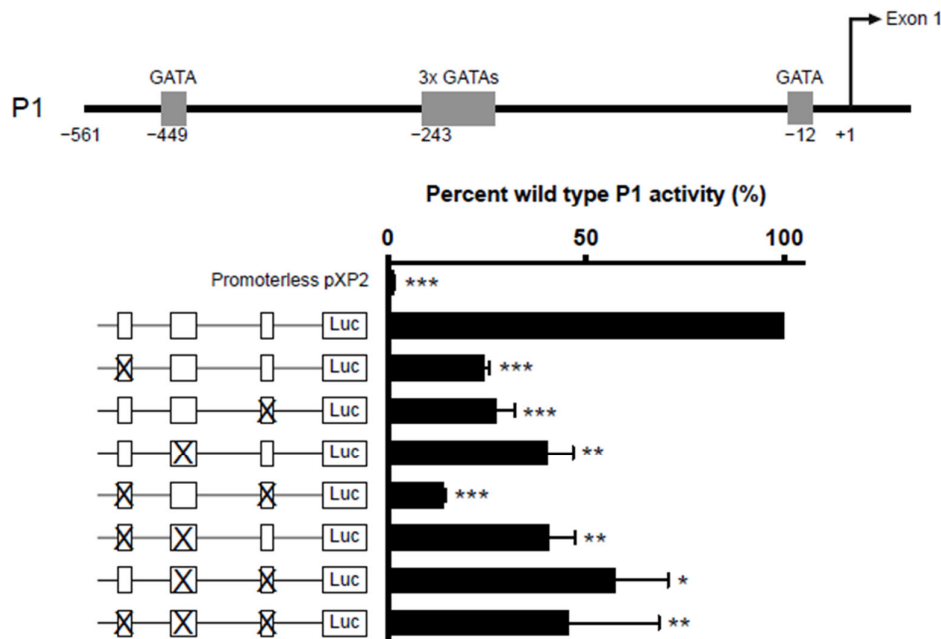 Exon 1
GATA 3x GATAs GATA
P1
−561 −449 −243 −12 +1
Percent wild type P1 activity (%)
0 50 100
Promoterless pXP2 ***
Luc
X Luc ***
X Luc ***
X Luc **
X X Luc ***
X X Luc **
X X Luc *
X X X Luc **